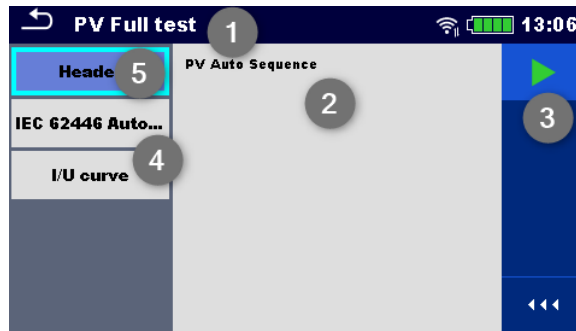 PV Full test
1
13:06
Heade
5
PV Auto Sequence
2
3
IEC 62446 Auto...
4
I/U curve